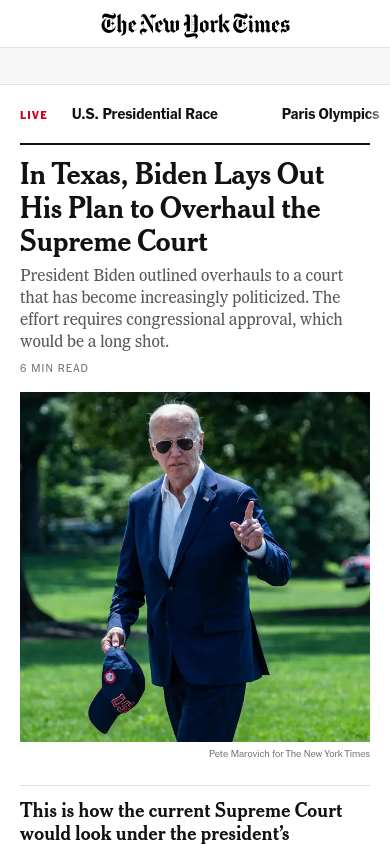 The New York Times
LIVE U.S. Presidential Race Paris Olympics
In Texas, Biden Lays Out
His Plan to Overhaul the
Supreme Court
President Biden outlined overhauls to a court
that has become increasingly politicized. The
effort requires congressional approval, which
would be a long shot.
6 MIN READ
Pete Marovich for The New York Times
This is how the current Supreme Court
would look under the president’s